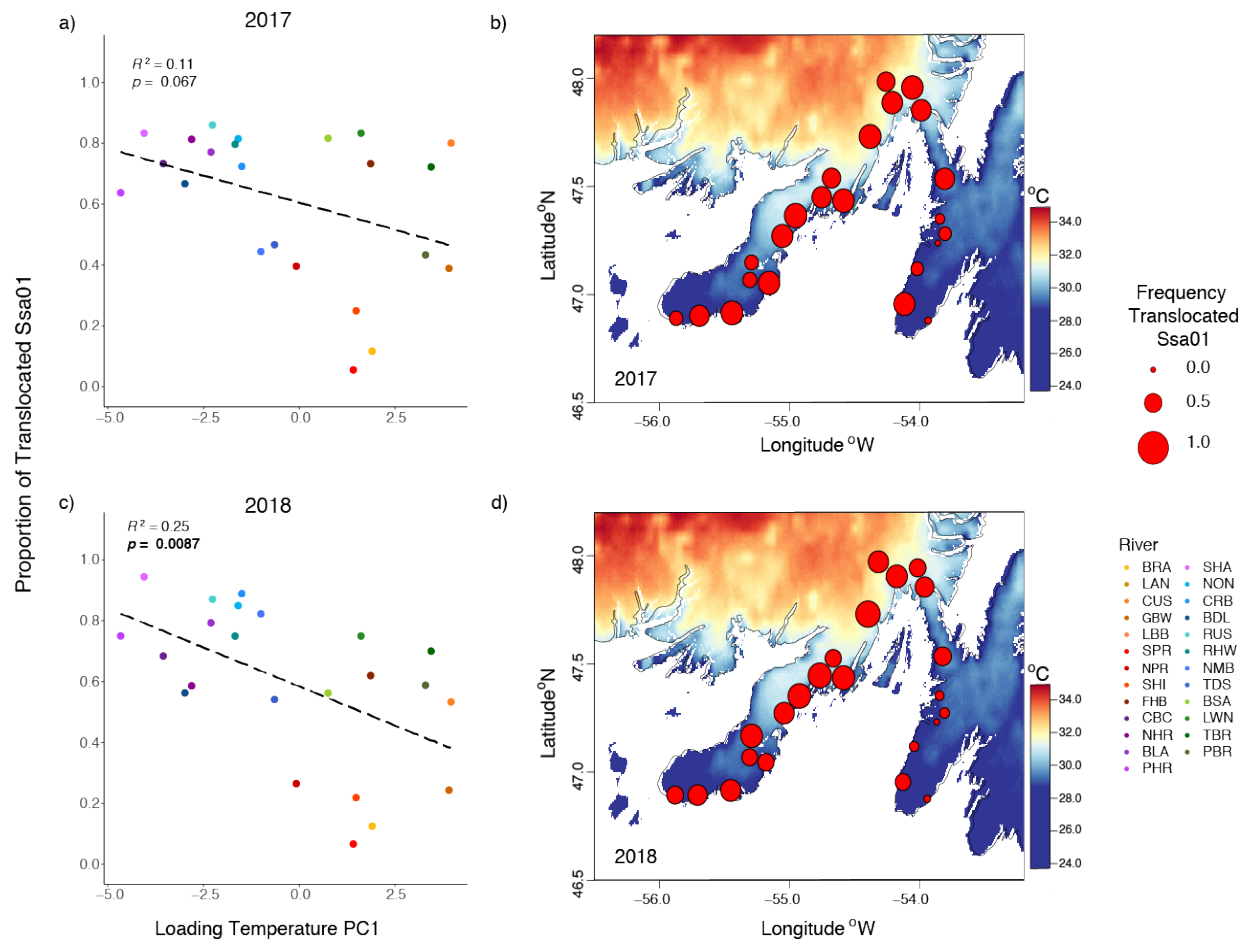 a)
2017
R² = 0.11
p = 0.067
1.0
0.8
0.6
0.4
0.2
0.0
−5.0
−2.5
0.0
2.5
b)
48.0
47.5
47.0
46.5
Latitude°N
−56.0
−55.0
−54.0
Longitude °W
2017
°C
34.0
32.0
31.0
30.0
28.0
26.0
24.0
Frequency
Translocated
Ssa01
0.0
0.5
1.0
Proportion of Translocated Ssa01
c)
2018
R² = 0.25
p = 0.0087
1.0
0.8
0.6
0.4
0.2
0.0
−5.0
−2.5
0.0
2.5
Loading Temperature PC1
d)
48.0
47.5
47.0
46.5
Latitude°N
−56.0
−55.0
−54.0
Longitude °W
2018
°C
34.0
32.0
31.0
30.0
28.0
26.0
24.0
River
BRA
LAN
CUS
GBW
LBB
SPR
NPR
SHI
FHB
CBC
NHR
BLA
PHR
SHA
NON
CRB
BDL
RUS
RHW
NMB
TDS
BSA
LWN
TBR
PBR